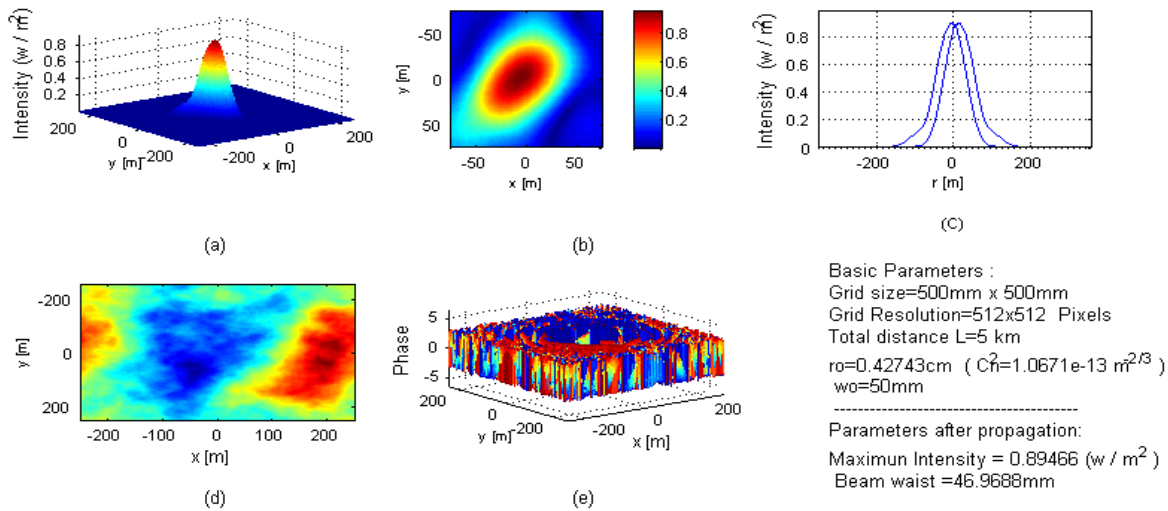 Intensity (w / m²)
0.8
0.6
0.4
0.2
200
0
-200
y [m]
-200
0
200
x [m]
(a)
-50
0
50
y [m]
-50
0
50
x [m]
0.8
0.6
0.4
0.2
(b)
Intensity (w / m²)
0.8
0.6
0.4
0.2
0
-200
0
200
r [m]
(C)
-200
0
200
y [m]
-200
-100
0
100
200
x [m]
(d)
Phase
5
0
-5
200
0
-200
y [m]
-200
0
200
x [m]
(e)
Basic Parameters :
Grid size=500mm x 500mm
Grid Resolution=512x512 Pixels
Total distance L=5 km
ro=0.42743cm ( Cn²=1.0671e-13 m^-2/3 )
wo=50mm
----------------------------------------
Parameters after propagation:
Maximun Intensity = 0.89466 (w / m²)
Beam waist =46.9688mm